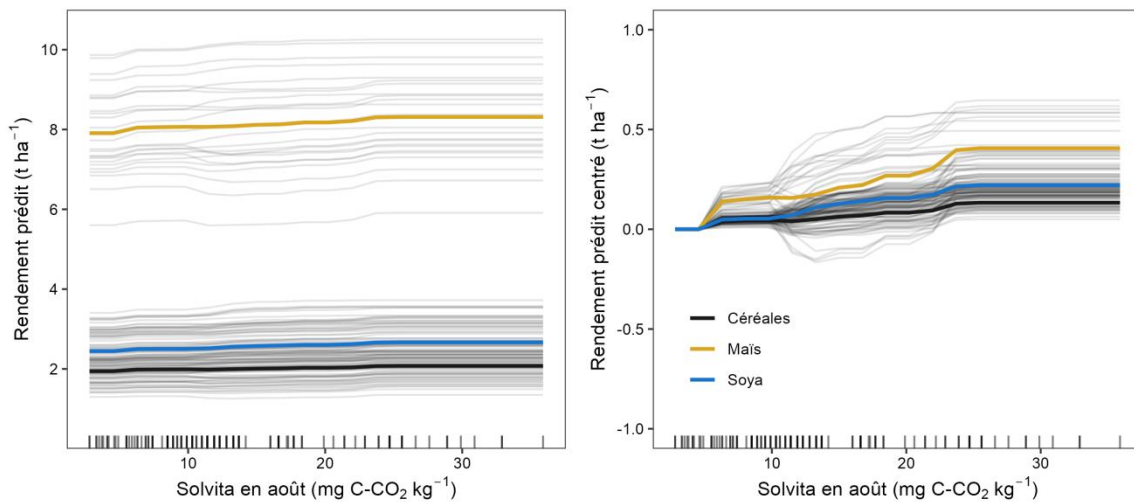 Rendement prédit (t ha⁻¹)
10
8
6
4
2
10
20
30
Solvita en août (mg C-CO₂ kg⁻¹)
Rendement prédit centré (t ha⁻¹)
1.0
0.5
0.0
-0.5
-1.0
Céréales
Maïs
Soya
10
20
30
Solvita en août (mg C-CO₂ kg⁻¹)